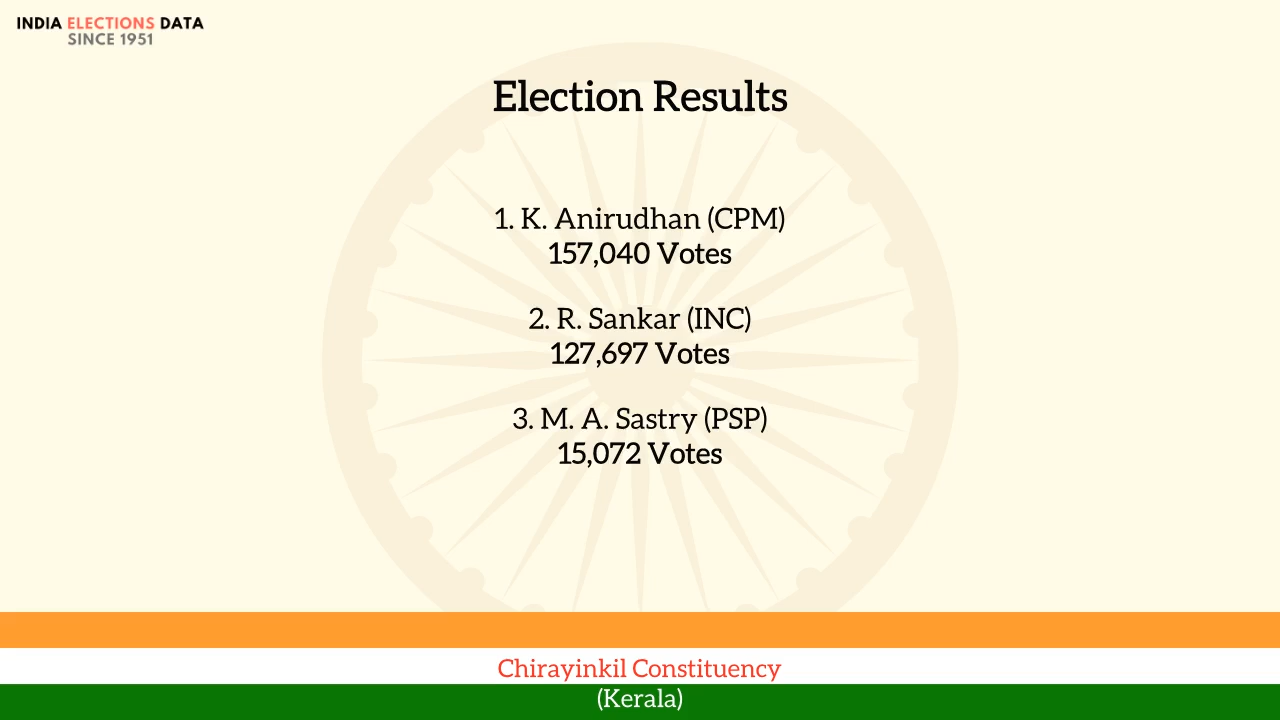 INDIA ELECTIONS DATA
SINCE 1951
Election Results
1. K. Anirudhan (CPM)
157,040 Votes
2. R. Sankar (INC)
127,697 Votes
3. M. A. Sastry (PSP)
15,072 Votes
Chirayinkil Constituency
(Kerala)